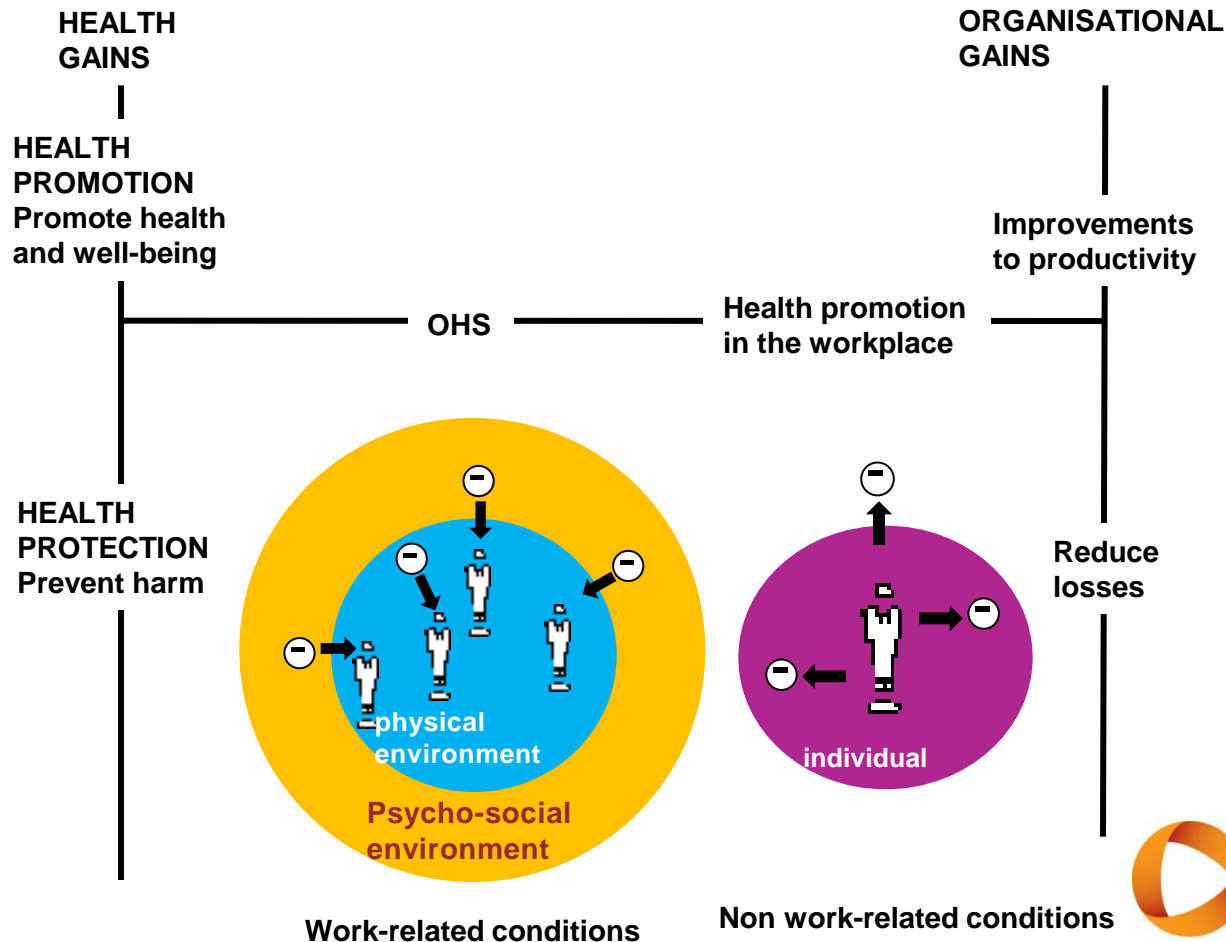 HEALTH
GAINS
ORGANISATIONAL
GAINS
HEALTH
PROMOTION
Promote health
and well-being
Improvements
to productivity
OHS
Health promotion
in the workplace
HEALTH
PROTECTION
Prevent harm
Reduce
losses
physical
environment
individual
Psycho-social
environment
Work-related conditions
Non work-related conditions